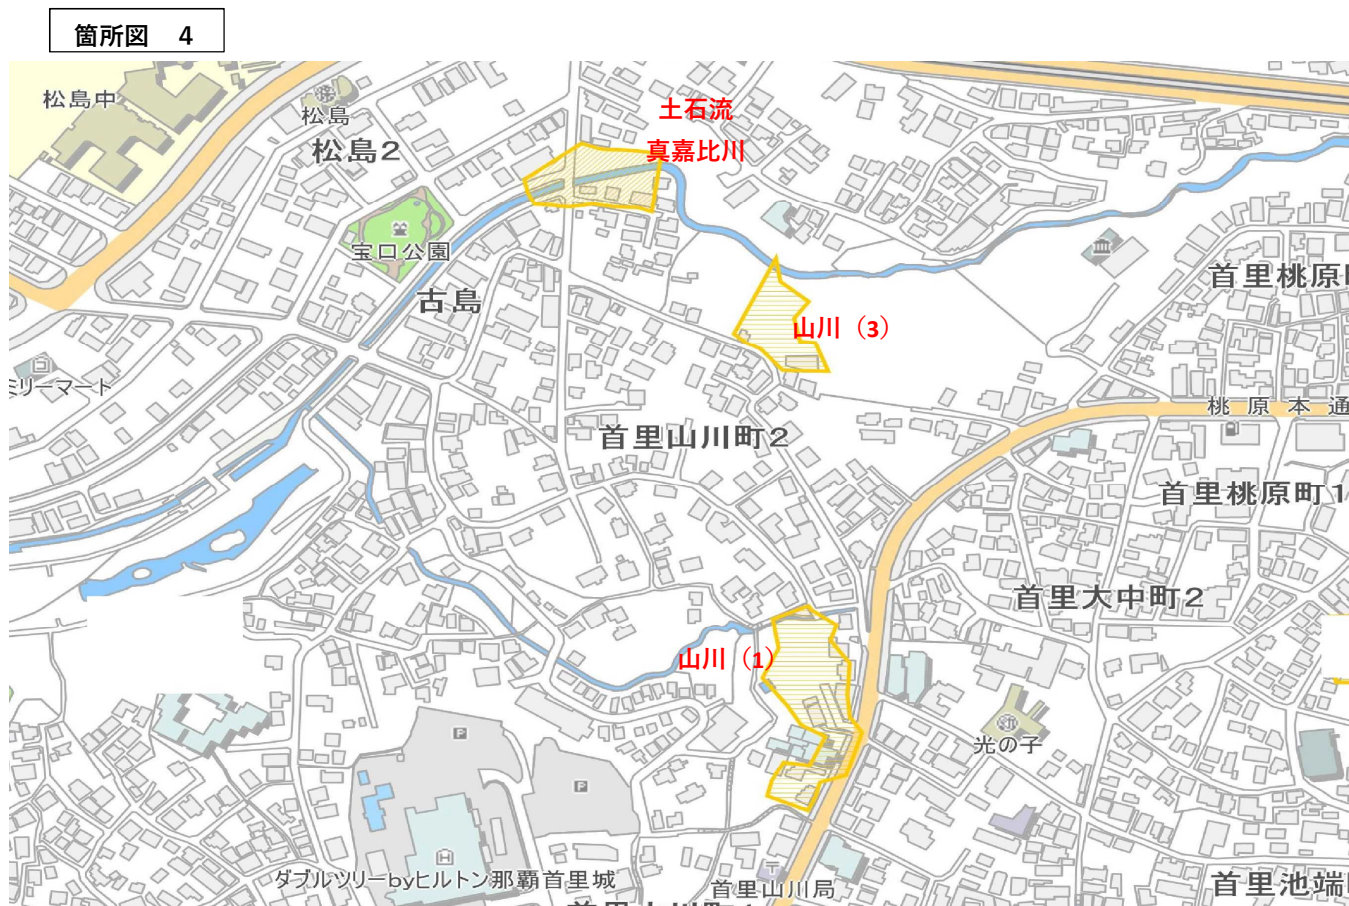 箇所図　4
松島中
松島
松島2
土石流
真嘉比川
宝口公園
古島
首里桃原
山川（3）
ミリーマート
桃原本通
首里山川町2
首里桃原町1
首里大中町2
山川（1）
光の子
ダブルツリーbyヒルトン那覇首里城
首里山川局
首里池端